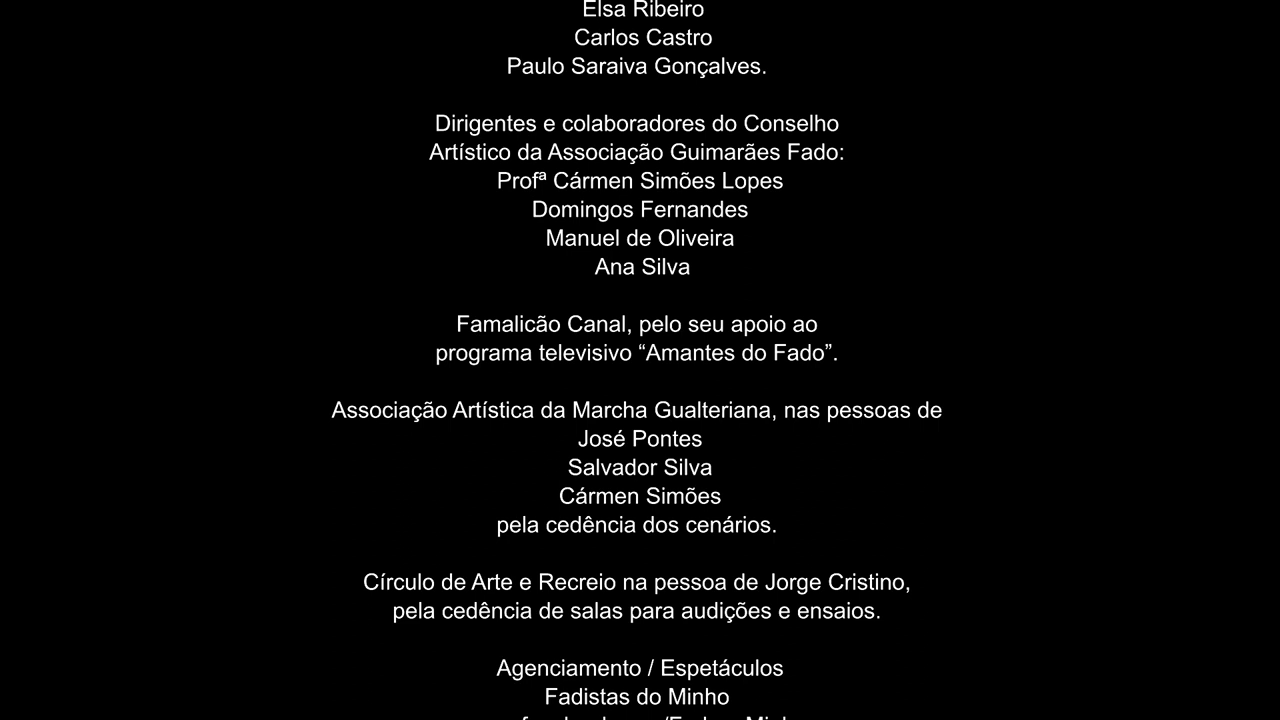 Elsa Ribeiro
Carlos Castro
Paulo Saraiva Gonçalves.
Dirigentes e colaboradores do Conselho
Artístico da Associação Guimarães Fado:
Profª Cármen Simões Lopes
Domingos Fernandes
Manuel de Oliveira
Ana Silva
Famalicão Canal, pelo seu apoio ao
programa televisivo “Amantes do Fado”.
Associação Artística da Marcha Gualteriana, nas pessoas de
José Pontes
Salvador Silva
Cármen Simões
pela cedência dos cenários.
Círculo de Arte e Recreio na pessoa de Jorge Cristino,
pela cedência de salas para audições e ensaios.
Agenciamento / Espetáculos
Fadistas do Minho